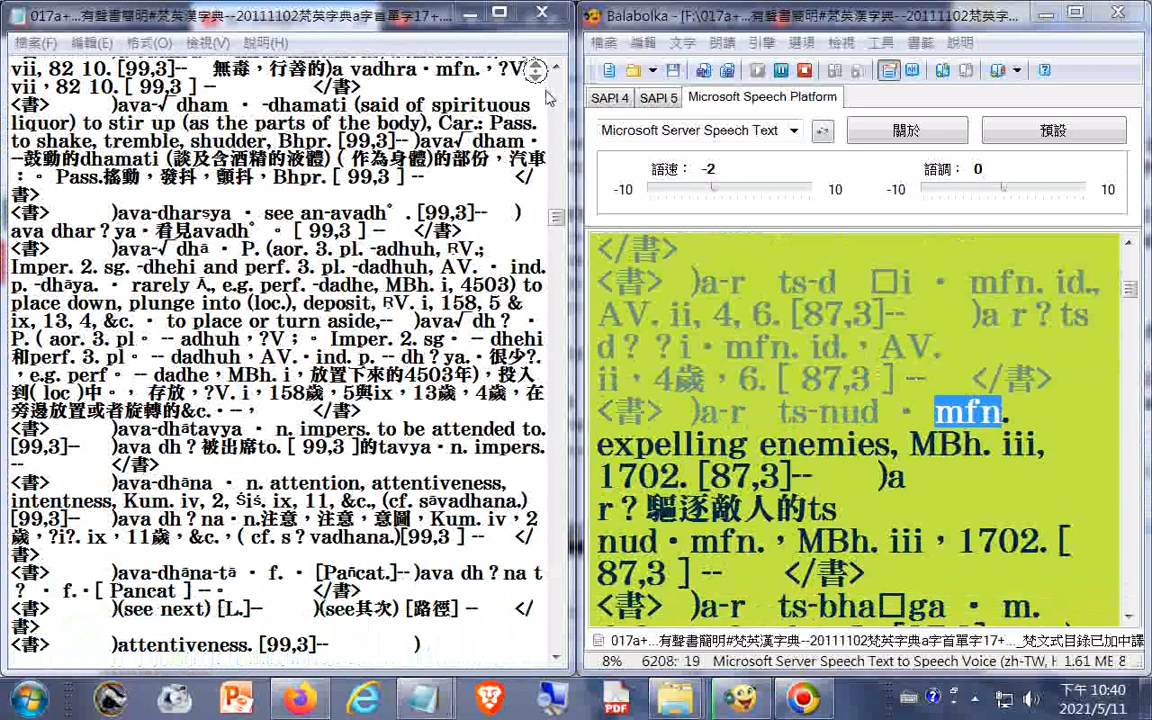 有聲書簡明#梵英漢字典--20111102梵英字典a字首單字17+...
檔案(F) 編輯(E) 格式(O) 檢視(V) 說明(H)
vii, 82 10. [99,3]-- 無毒，行善的)a vadhra‧mfn.，?V
vii，82 10. [ 99,3 ] -- </書>
<書> )ava-√dham ‧ -dhamati (said of spirituous
liquor) to stir up (as the parts of the body), Car.: Pass.
to shake, tremble, shudder, Bhpr. [99,3]-- )ava√dham‧
--鼓動的dhamati (談及含酒精的液體) ( 作為身體)的部份，汽車
：。 Pass.搖動，發抖，顫抖，Bhpr. [ 99,3 ] -- </
書>
<書> )ava-dharsya ‧ see an-avadh° . [99,3]-- )
ava dhar？ya‧看見avadh° 。[ 99,3 ] -- </書>
<書> )ava-√dhā ‧ P. (aor. 3. pl. -adhuh, RV.;
Imper. 2. sg. -dhehi and perf. 3. pl. -dadhuh, AV. ‧ ind.
p. -dhāya. ‧ rarely Ā., e.g. perf. -dadhe, MBh. i, 4503) to
place down, plunge into (loc.), deposit, RV. i, 158, 5 &
ix, 13, 4, &c. ‧ to place or turn aside,-- )ava√dh？‧
P. ( aor. 3. pl。-- adhuh，?V；。 Imper. 2. sg‧ -- dhehi
和perf. 3. pl。-- dadhuh，AV.‧ind. p. -- dh？ya.‧很少?.
，e.g. perf。-- dadhe，MBh. i，放置下來的4503年)，投入
到( loc )中。， 存放，?V. i，158歲，5與ix，13歲，4歲，在
旁邊放置或者旋轉的&c.‧--， </書>
<書> )ava-dhātavya ‧ n. impers. to be attended to.
[99,3]-- )ava dh？被出席to. [ 99,3 ]的tavya‧n. impers.
-- </書>
<書> )ava-dhāna ‧ n. attention, attentiveness,
intentness, Kum. iv, 2, Śiś. ix, 11, &c., (cf. sāvadhana.)
[99,3]-- )ava dh？na‧n.注意，注意，意圖，Kum. iv，2
歲，?i?. ix，11歲，&c.，( cf. s？vadhana.)[99,3 ] -- </
書>
<書> )ava-dhāna-tā ‧ f. ‧ [Pañcat.]-- )ava dh？na t
？ ‧ f.‧[ Pancat ] -- </書>
<書> )(see next) [L.]-- )(see其次) [路徑] -- </
書>
<書> )attentiveness. [99,3]-- )
Balabolka - [F:\017a+...有聲書簡明#梵英漢字典--20111102梵英字...
檔案 編輯 文字 朗讀 引擎 選項 檢視 工具 書籤 說明
SAPI 4 SAPI 5 Microsoft Speech Platform
Microsoft Server Speech Text 關於 預設
語速： -2 語調： 0
-10 10 -10 10
</書>
<書> )a-r ts-d □i ‧ mfn. id.,
AV. ii, 4, 6. [87,3]-- )a r？ts
d？？i‧mfn. id.，AV.
ii，4歲，6. [ 87,3 ] -- </書>
<書> )a-r ts-nud ‧ mfn.
expelling enemies, MBh. iii,
1702. [87,3]-- )a
r？驅逐敵人的ts
nud‧mfn.，MBh. iii，1702. [
87,3 ] -- </書>
<書> )a-r ts-bha□ga ‧ m.
017a+...有聲書簡明#梵英漢字典--20111102梵英字典a字首單字17+..._梵文式目錄已加中譯
8% 6208: 19 Microsoft Server Speech Text to Speech Voice (zh-TW, H 1.61 MB
下午 10:40
2021/5/11